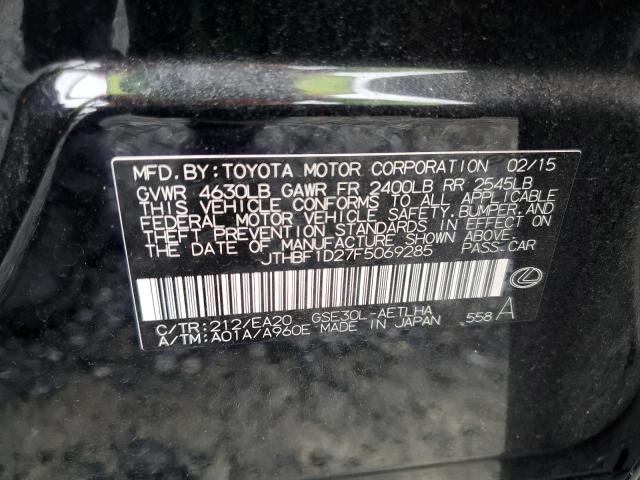 MFD. BY: TOYOTA MOTOR CORPORATION 02/15
GVWR 4630LB GAWR FR 2400LB RR 2545LB
THIS VEHICLE CONFORMS TO ALL APPLICABLE
FEDERAL MOTOR VEHICLE SAFETY, BUMPER, AND
THEFT PREVENTION STANDARDS IN EFFECT ON
THE DATE OF MANUFACTURE SHOWN ABOVE.
JTHBF1D27F5069285 PASS.CAR
C/TR:212/EA20 GSE30L-AETLHA
A/TM:A01A/A960E MADE IN JAPAN 558 A